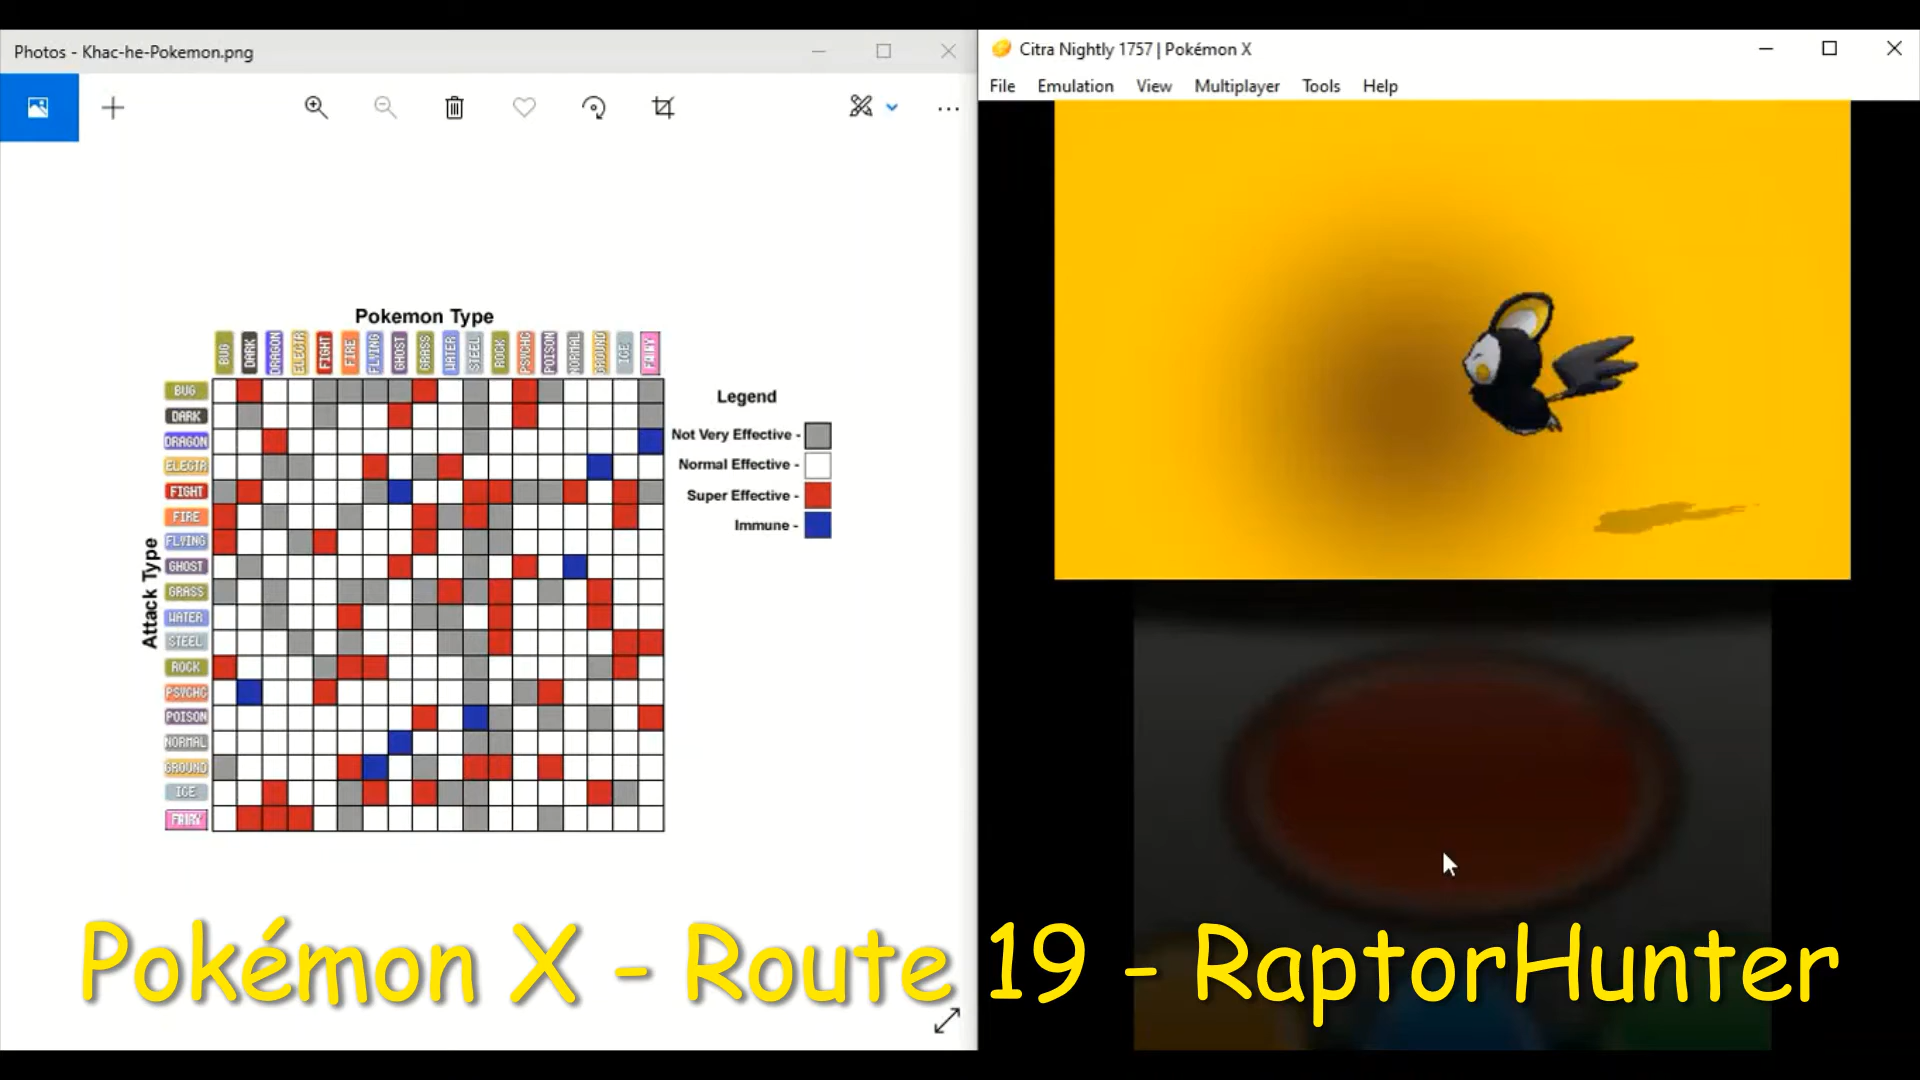 Photos - Khac-he-Pokemon.png
Citra Nightly 1757 | Pokémon X
File Emulation View Multiplayer Tools Help
Pokemon Type
BUG DARK DRAGON ELECTR FIGHT FIRE FLYING GHOST GRASS WATER STEEL ROCK PSYCHC POISON NORMAL GROUND ICE FAIRY
Attack Type
BUG
DARK
DRAGON
ELECTR
FIGHT
FIRE
FLYING
GHOST
GRASS
WATER
STEEL
ROCK
PSYCHC
POISON
NORMAL
GROUND
ICE
FAIRY
Legend
Not Very Effective -
Normal Effective -
Super Effective -
Immune -
Pokémon X - Route 19 - RaptorHunter